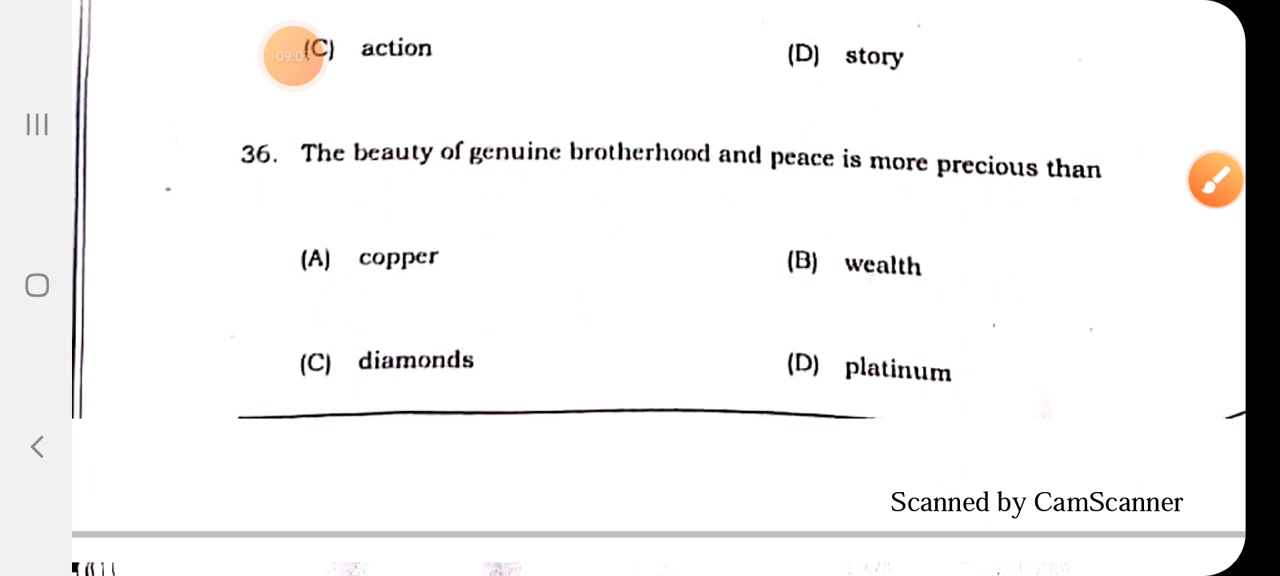 (C) action (D) story
36. The beauty of genuine brotherhood and peace is more precious than
(A) copper (B) wealth
(C) diamonds (D) platinum
Scanned by CamScanner